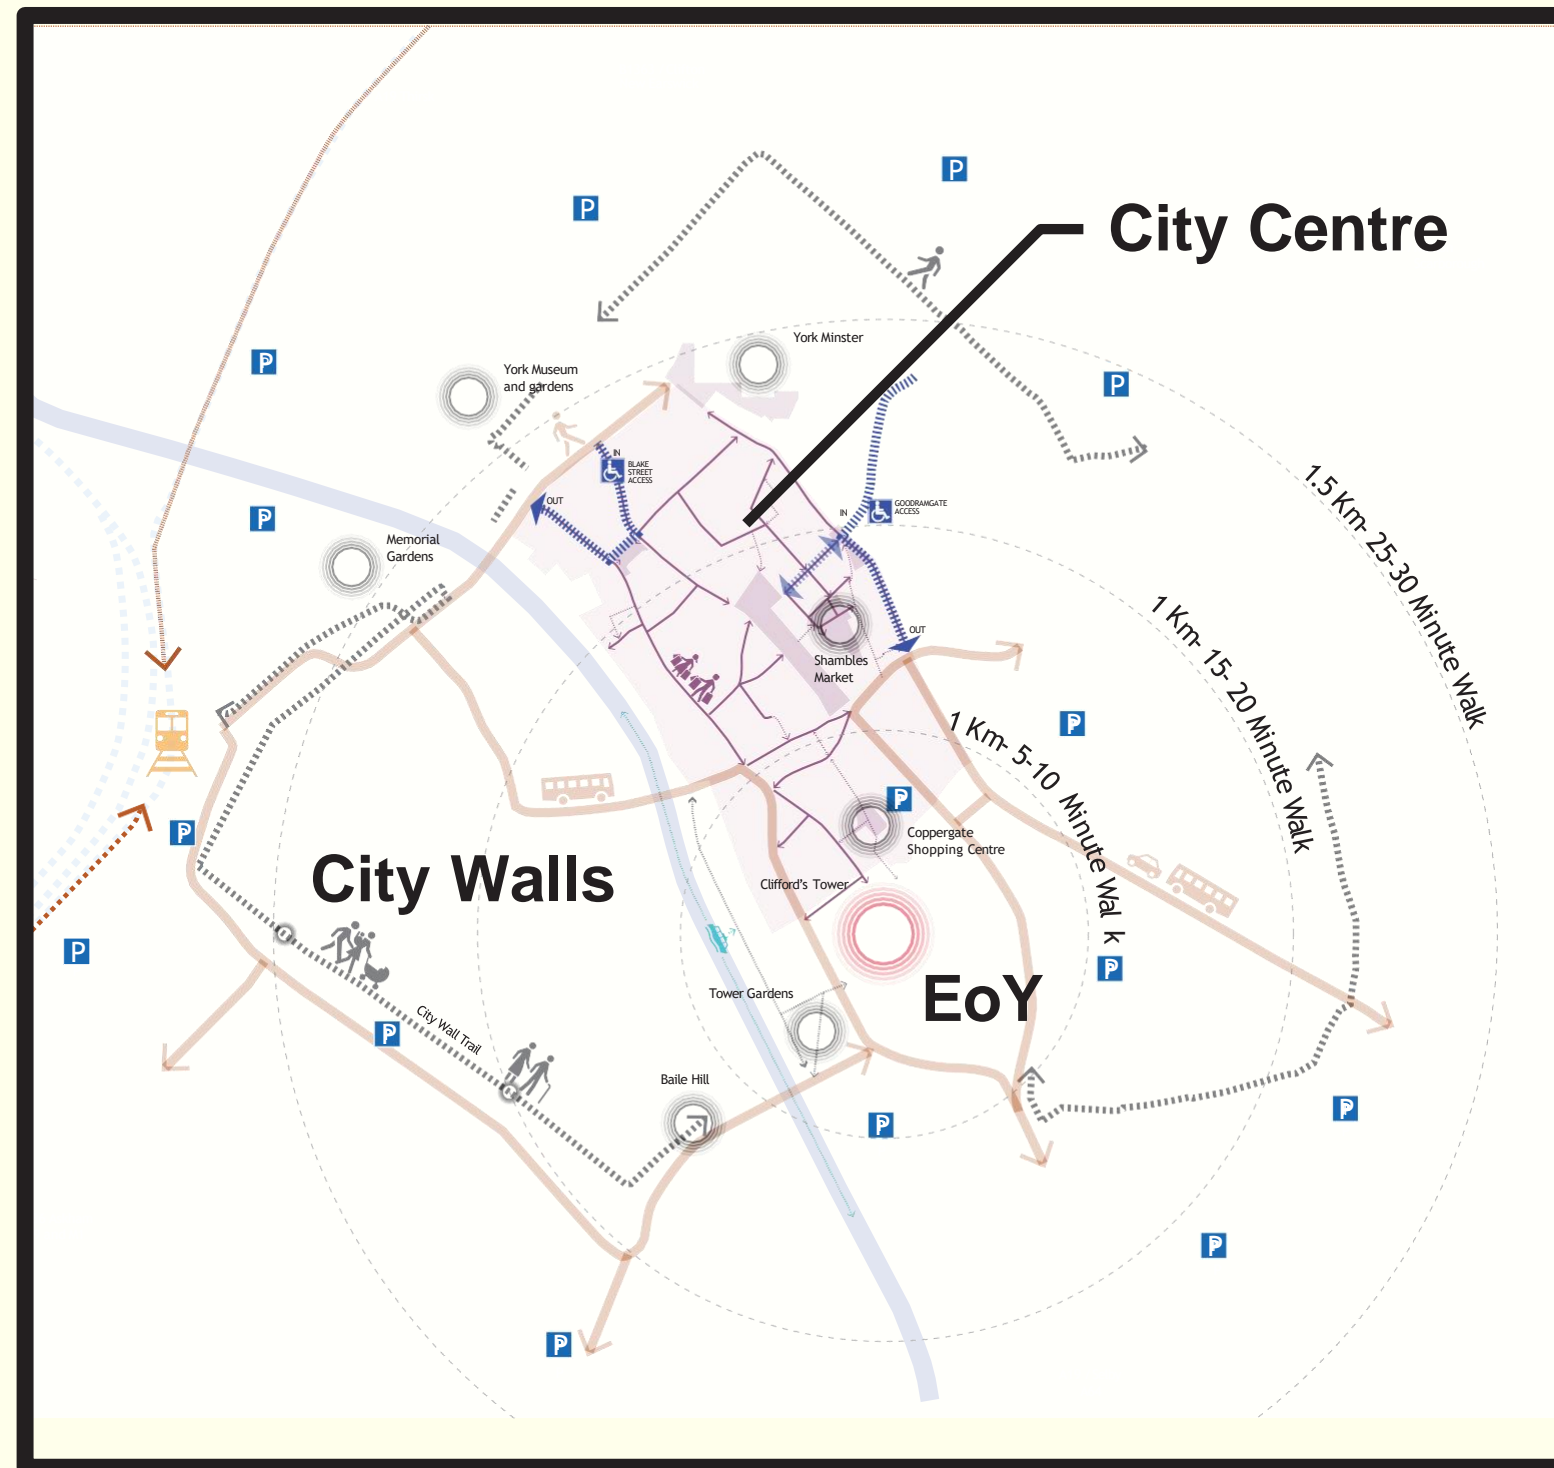 P
P
City Centre
York Minster
P
York Museum
and gardens
P
IN
BLAKE
STREET
ACCESS
1.5 Km- 25-30 Minute Walk
OUT
GOODRAMGATE
ACCESS
IN
P
Memorial
Gardens
1 Km- 15- 20 Minute Walk
OUT
Shambles
Market
1 Km- 5-10 Minute Wal k
P
P
P
Coppergate
Shopping Centre
City Walls
Clifford's Tower
P
P
EoY
Tower Gardens
City Wall Trail
P
Baile Hill
P
P
P
P